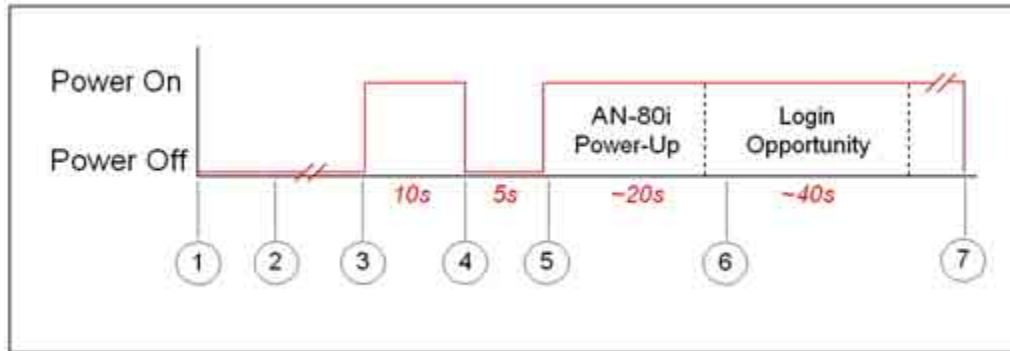 Power On
Power Off
AN-80i
Power-Up
Login
Opportunity
10s
5s
~20s
~40s
1
2
3
4
5
6
7